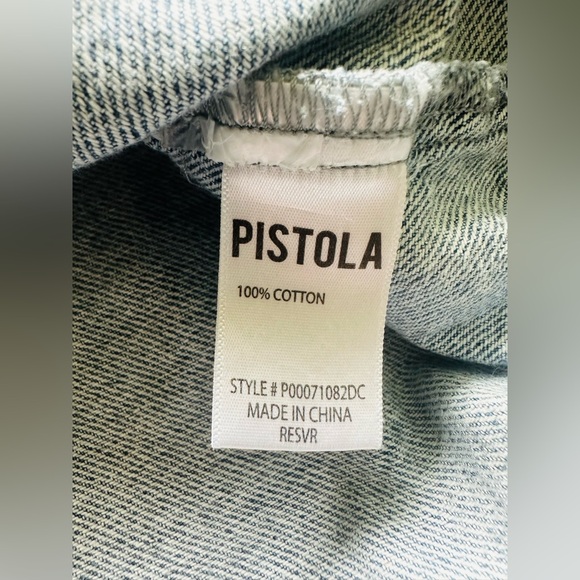 PISTOLA
100% COTTON
STYLE # P00071082DC
MADE IN CHINA
RESVR